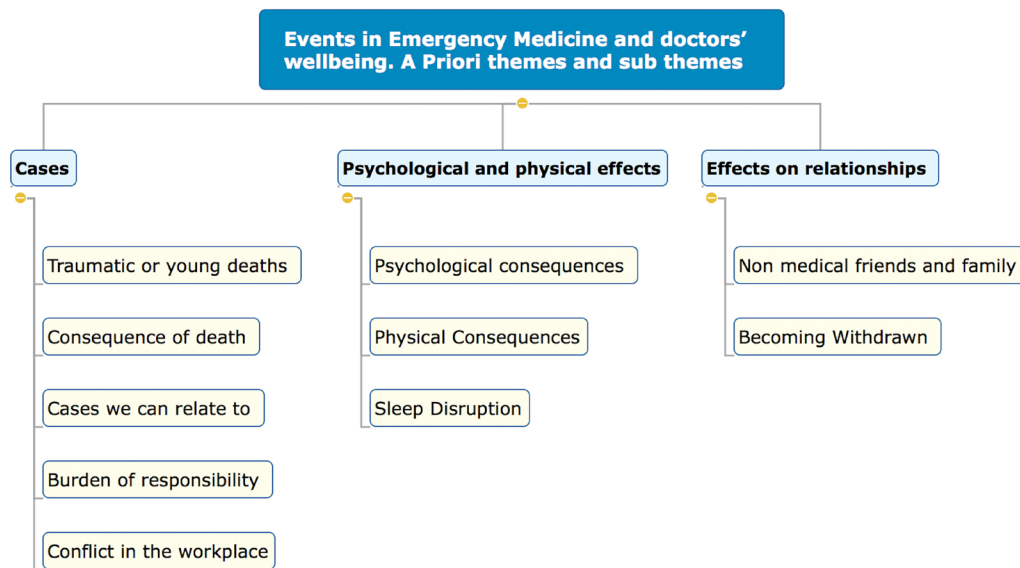 Events in Emergency Medicine and doctors’
wellbeing. A Priori themes and sub themes
Cases
Psychological and physical effects
Effects on relationships
Traumatic or young deaths
Consequence of death
Cases we can relate to
Burden of responsibility
Conflict in the workplace
Psychological consequences
Physical Consequences
Sleep Disruption
Non medical friends and family
Becoming Withdrawn